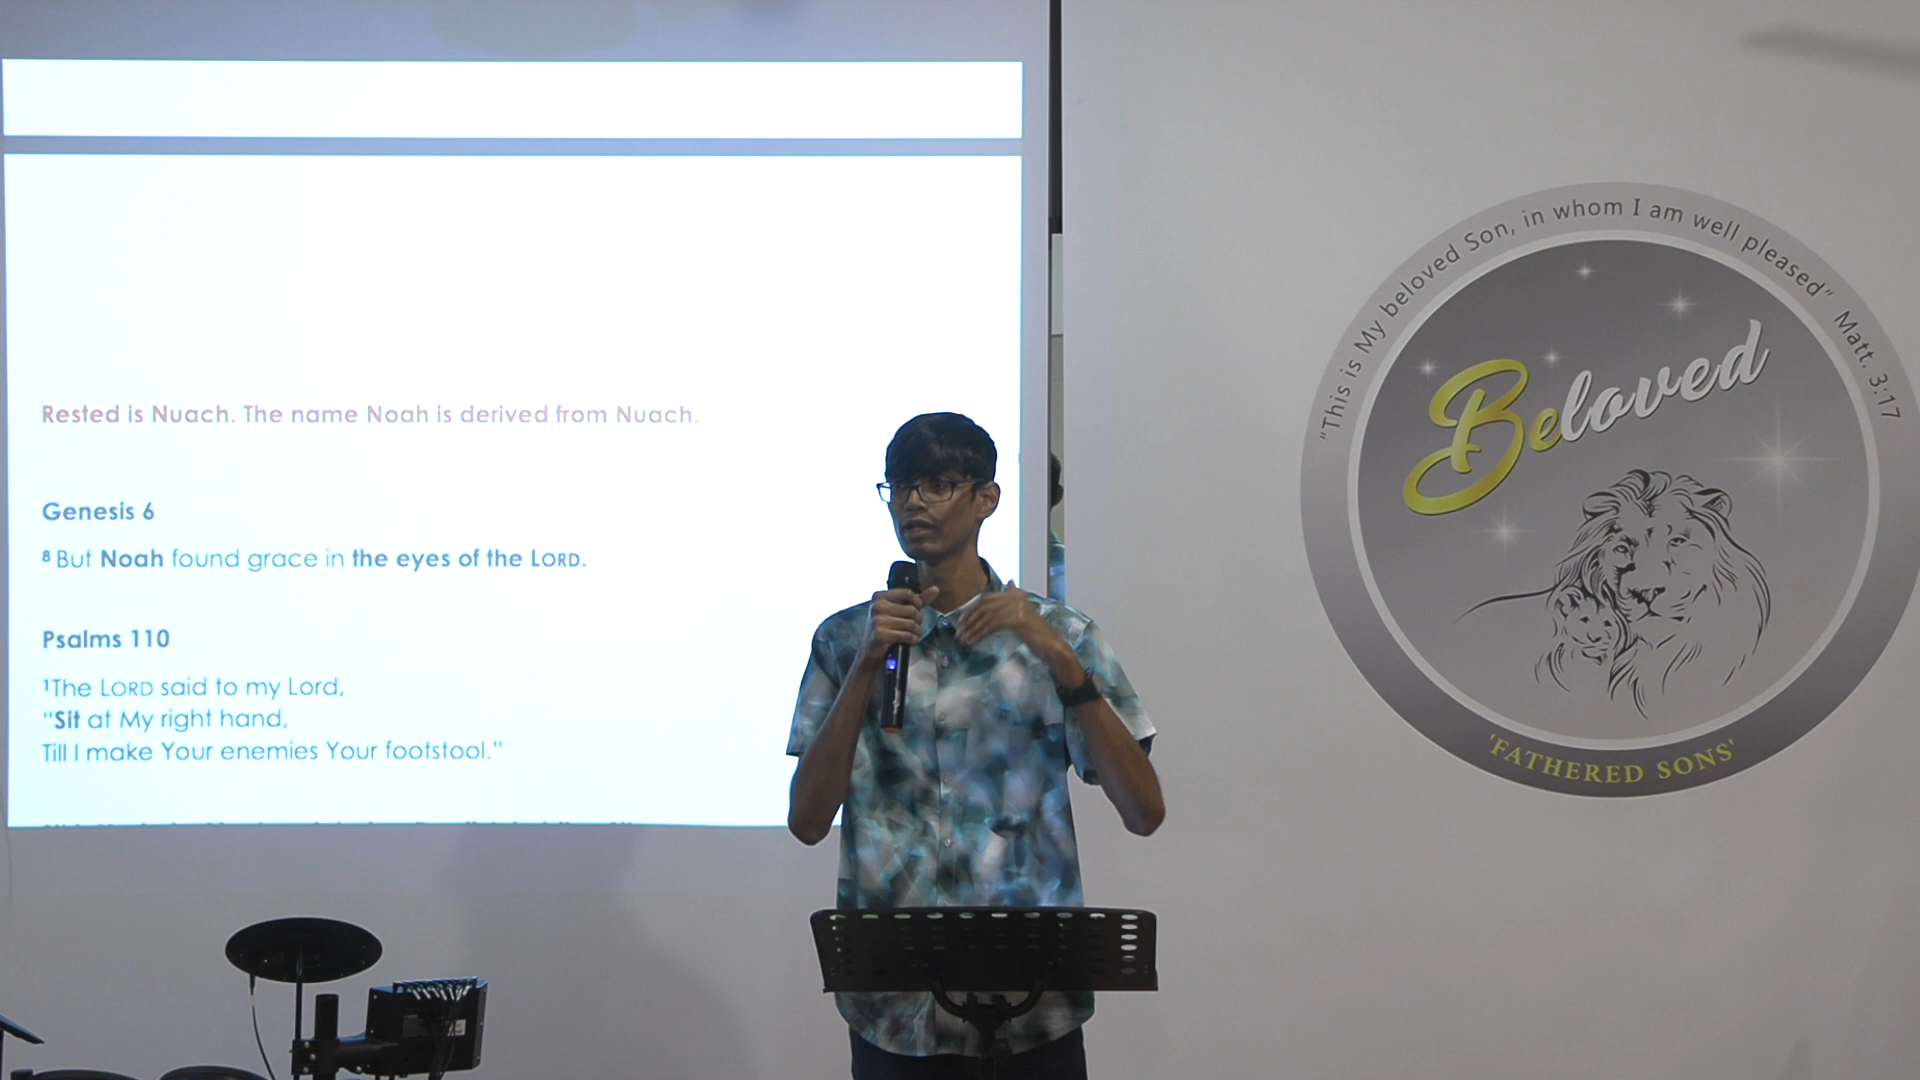 Rested is Nuach. The name Noah is derived from Nuach.
Genesis 6
⁸ But Noah found grace in the eyes of the LORD.
Psalms 110
¹The LORD said to my Lord,
“Sit at My right hand,
Till I make Your enemies Your footstool.”
"This is My beloved Son, in whom I am well pleased" Matt. 3:17
Beloved
'FATHERED SONS'